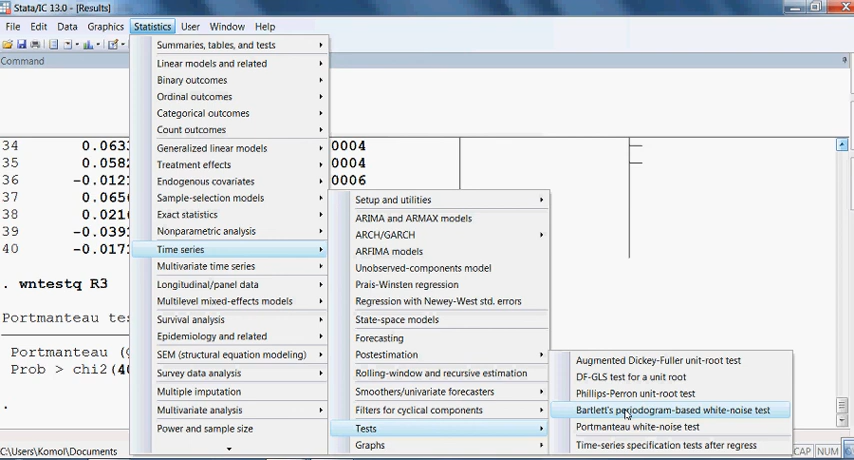 Stata/IC 13.0 - [Results]
File Edit Data Graphics Statistics User Window Help
Command
Summaries, tables, and tests
Linear models and related
Binary outcomes
Ordinal outcomes
Categorical outcomes
Count outcomes
Generalized linear models
Treatment effects
Endogenous covariates
Sample-selection models
Exact statistics
Nonparametric analysis
Time series
Multivariate time series
Longitudinal/panel data
Multilevel mixed-effects models
Survival analysis
Epidemiology and related
SEM (structural equation modeling)
Survey data analysis
Multiple imputation
Multivariate analysis
Power and sample size
Setup and utilities
ARIMA and ARMAX models
ARCH/GARCH
ARFIMA models
Unobserved-components model
Prais-Winsten regression
Regression with Newey-West std. errors
State-space models
Forecasting
Postestimation
Rolling-window and recursive estimation
Smoothers/univariate forecasters
Filters for cyclical components
Tests
Graphs
Augmented Dickey-Fuller unit-root test
DF-GLS test for a unit root
Phillips-Perron unit-root test
Bartlett's periodogram-based white-noise test
Portmanteau white-noise test
Time-series specification tests after regress
34 0.063 0004
35 0.058 0004
36 -0.012 0006
37 0.065
38 0.021
39 -0.039
40 -0.017
. wntestq R3
Portmanteau te
Portmanteau (
Prob > chi2(4
.
C:\Users\Komol\Documents
CAP NUM